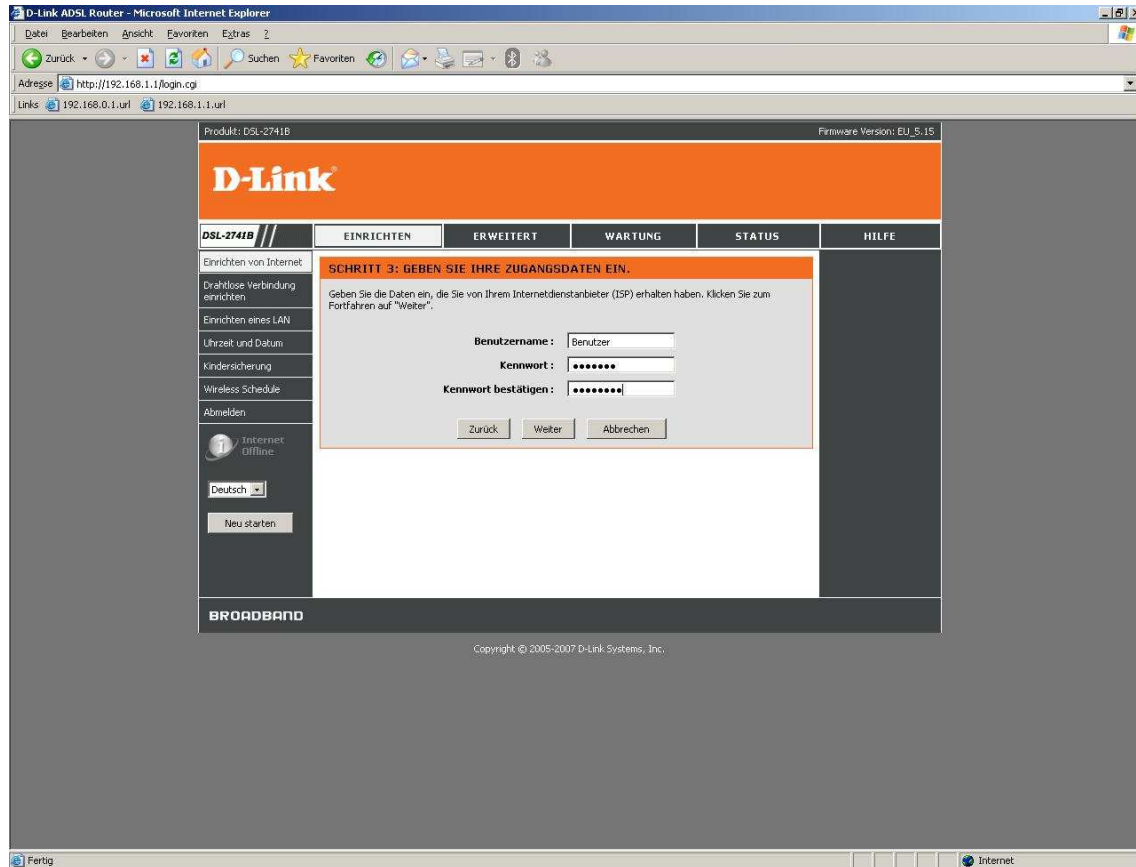 D-Link ADSL Router - Microsoft Internet Explorer
Datei Bearbeiten Ansicht Favoriten Extras ?
Zurück Suchen Favoriten
Adresse http://192.168.1.1/login.cgi
Links 192.168.0.1.url 192.168.1.1.url
Produkt: DSL-2741B Firmware Version: EU_5.15
D-Link
DSL-2741B EINRICHTEN ERWEITERT WARTUNG STATUS HILFE
Einrichten von Internet
Drahtlose Verbindung
einrichten
Einrichten eines LAN
Uhrzeit und Datum
Kindersicherung
Wireless Schedule
Abmelden
Internet
Offline
Deutsch
Neu starten
SCHRITT 3: GEBEN SIE IHRE ZUGANGSDATEN EIN.
Geben Sie die Daten ein, die Sie von Ihrem Internetdienstanbieter (ISP) erhalten haben. Klicken Sie zum
Fortfahren auf "Weiter".
Benutzername : Benutzer
Kennwort : •••••••
Kennwort bestätigen : ••••••••
Zurück Weiter Abbrechen
BROADBAND
Copyright © 2005-2007 D-Link Systems, Inc.
Fertig Internet